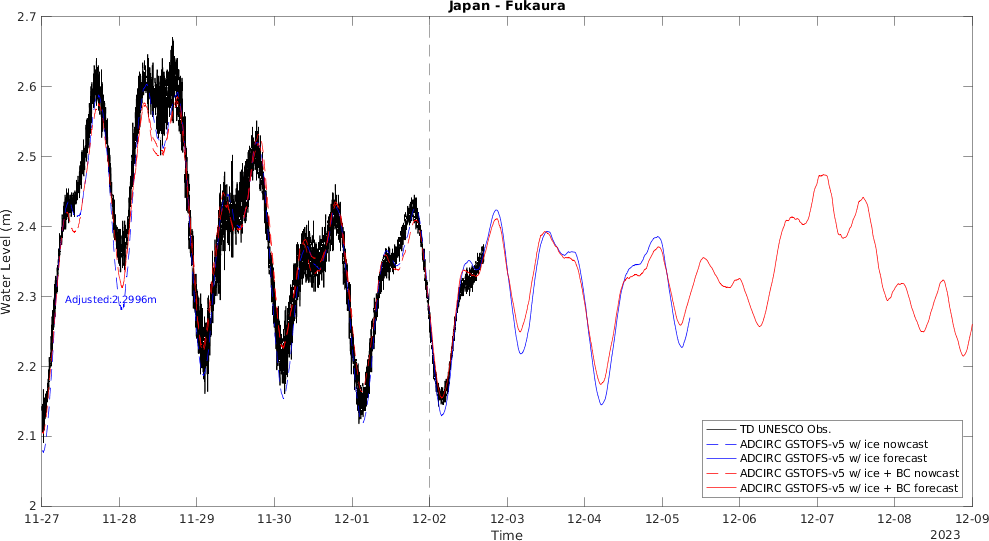 Japan - Fukaura
2.7
2.6
2.5
2.4
2.3
2.2
2.1
2
Water Level (m)
Adjusted:2.2996m
TD UNESCO Obs.
ADCIRC GSTOFS-v5 w/ ice nowcast
ADCIRC GSTOFS-v5 w/ ice forecast
ADCIRC GSTOFS-v5 w/ ice + BC nowcast
ADCIRC GSTOFS-v5 w/ ice + BC forecast
11-27 11-28 11-29 11-30 12-01 12-02 12-03 12-04 12-05 12-06 12-07 12-08 12-09
Time
2023